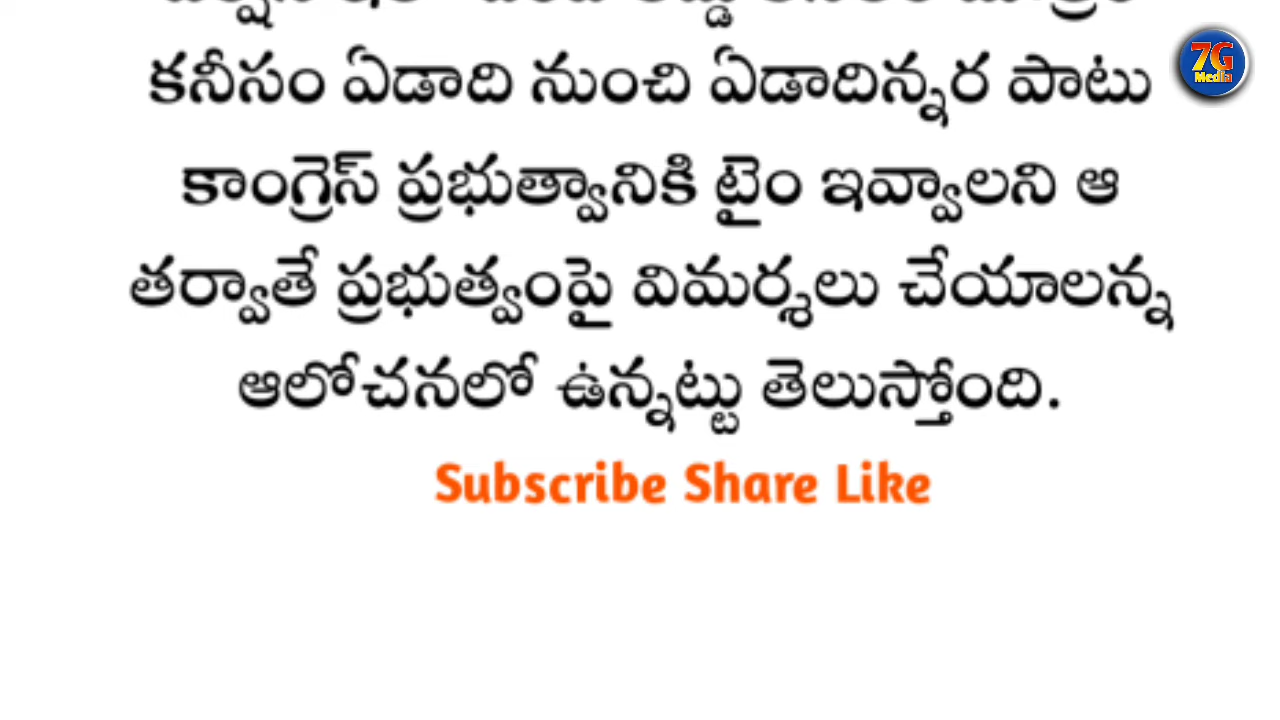 7G
Media
కనీసం ఏడాది నుంచి ఏడాదిన్నర పాటు
కాంగ్రెస్ ప్రభుత్వానికి టైం ఇవ్వాలని ఆ
తర్వాతే ప్రభుత్వంపై విమర్శలు చేయాలన్న
ఆలోచనలో ఉన్నట్టు తెలుస్తోంది.
Subscribe Share Like